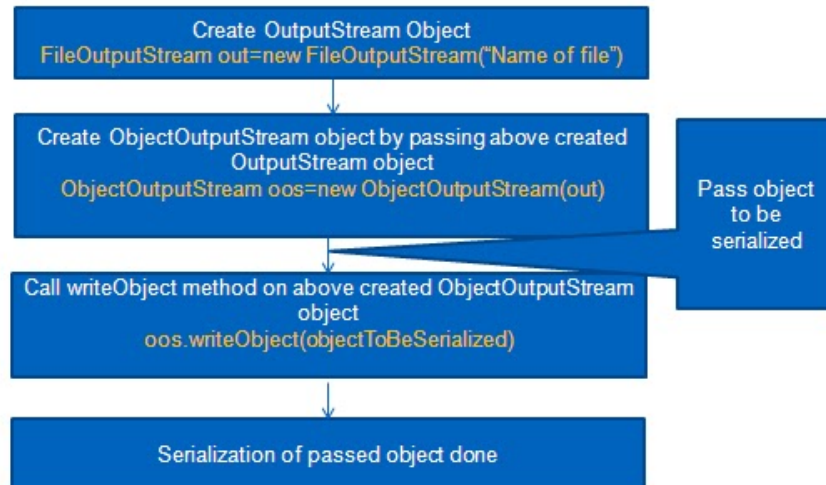 Create OutputStream Object
FileOutputStream out=new FileOutputStream(“Name of file”)
Create ObjectOutputStream object by passing above created
OutputStream object
ObjectOutputStream oos=new ObjectOutputStream(out)
Pass object
to be
serialized
Call writeObject method on above created ObjectOutputStream
object
oos.writeObject(objectToBeSerialized)
Serialization of passed object done